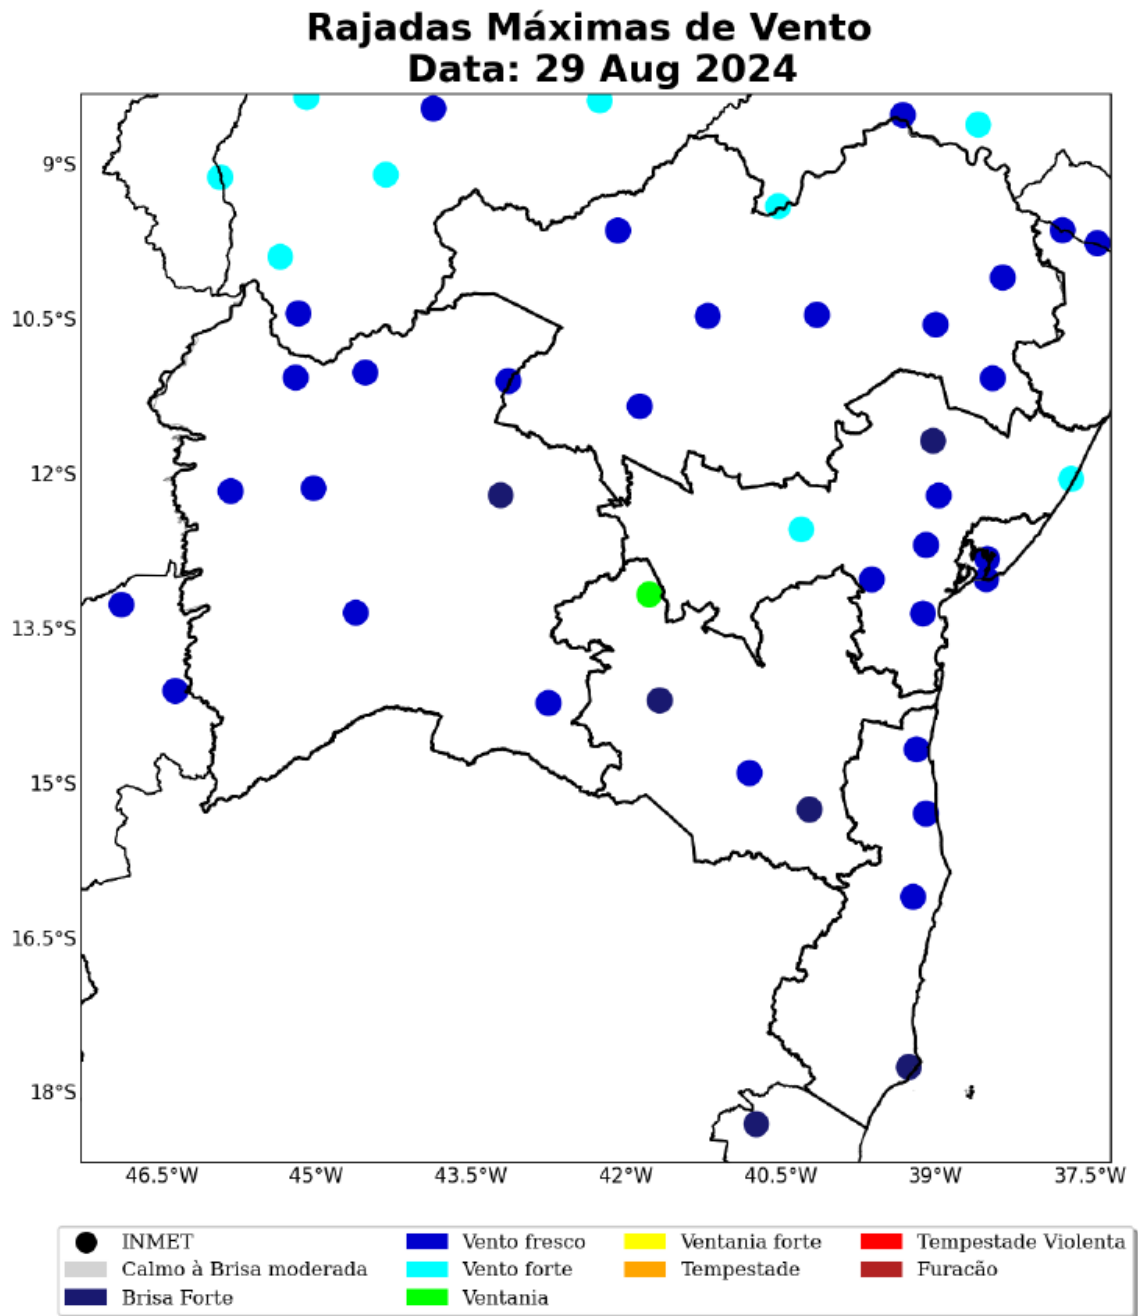 Rajadas Máximas de Vento
Data: 29 Aug 2024
9°S
10.5°S
12°S
13.5°S
15°S
16.5°S
18°S
46.5°W 45°W 43.5°W 42°W 40.5°W 39°W 37.5°W
INMET Vento fresco Ventania forte Tempestade Violenta
Calmo à Brisa moderada Vento forte Tempestade Furacão
Brisa Forte Ventania